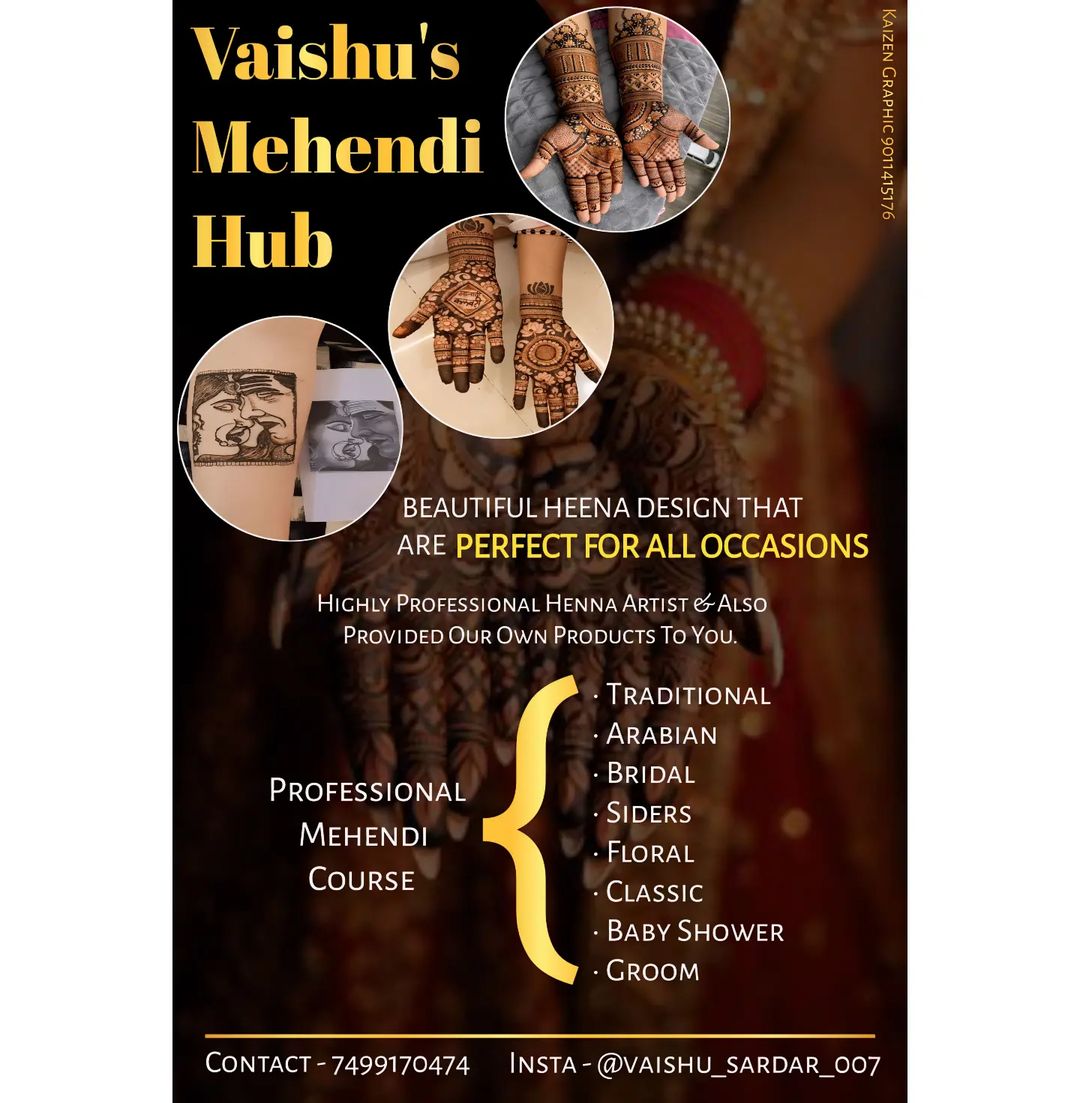 Vaishu's
Mehendi
Hub
Kaizen Graphic 9011415176
BEAUTIFUL HEENA DESIGN THAT
ARE PERFECT FOR ALL OCCASIONS
Highly Professional Henna Artist & Also
Provided Our Own Products To You.
Professional
Mehendi
Course
· Traditional
· Arabian
· Bridal
· Siders
· Floral
· Classic
· Baby Shower
· Groom
Contact - 7499170474 Insta - @vaishu_sardar_007